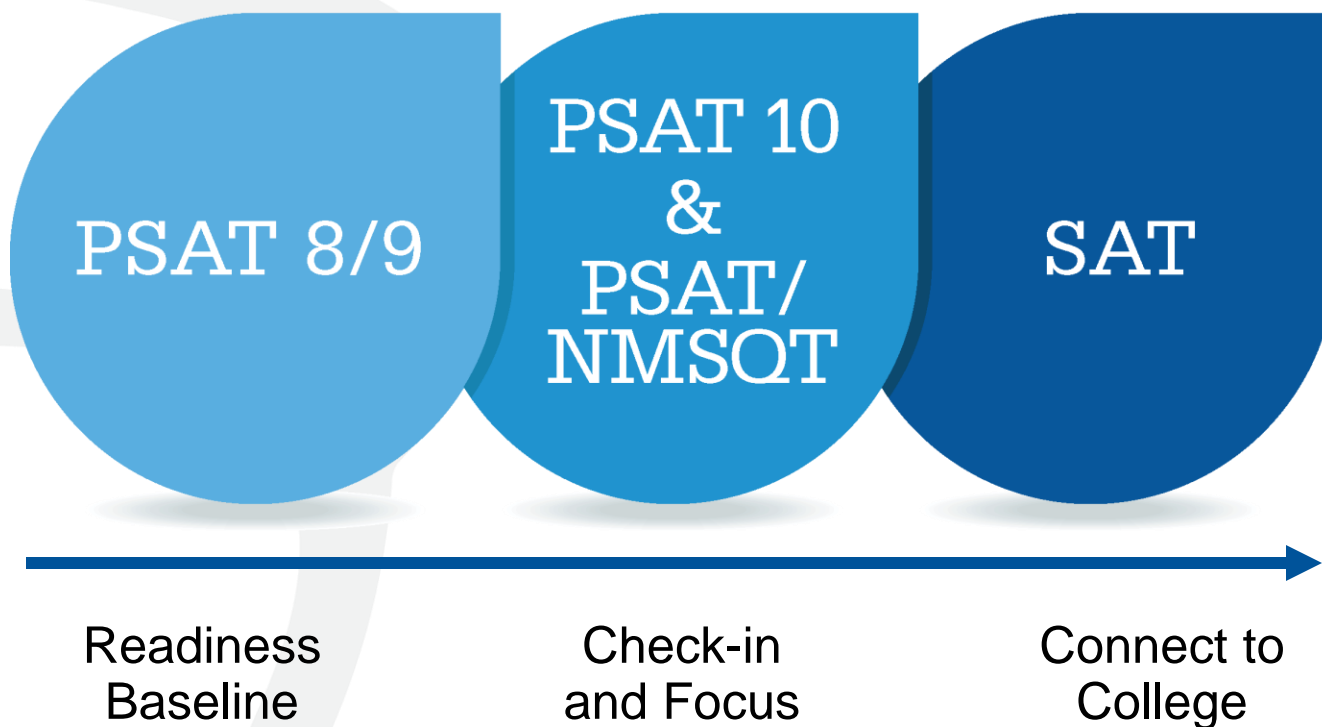 PSAT 8/9
PSAT 10
&
PSAT/
NMSQT
SAT
Readiness
Baseline
Check-in
and Focus
Connect to
College